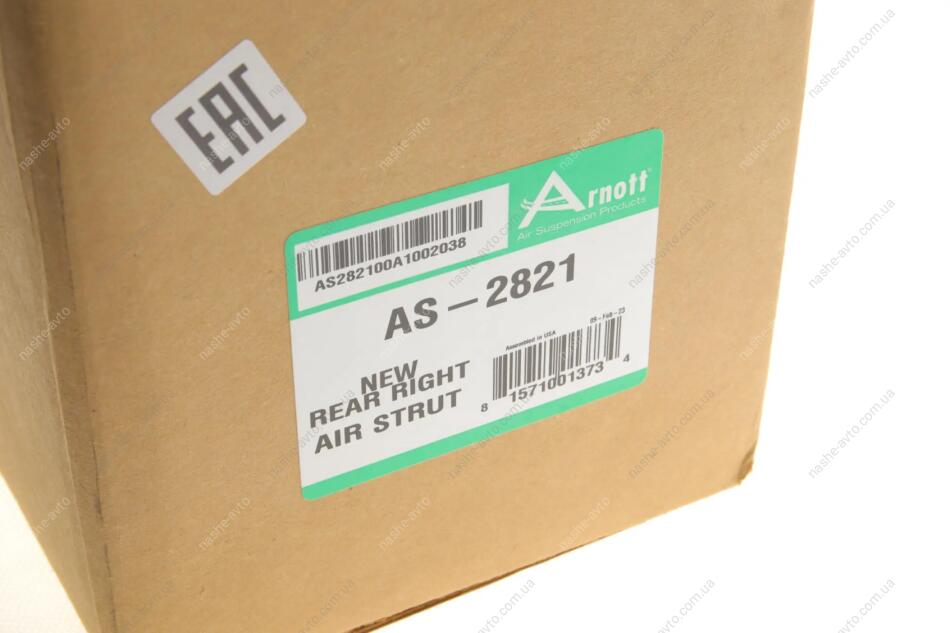 EAC
Arnott
Air Suspension Products
AS282100A1002038
AS-2821
NEW
REAR RIGHT
AIR STRUT
09-Feb-23
Assembled in USA
8 1571001373 4
nashe-avto.com.ua